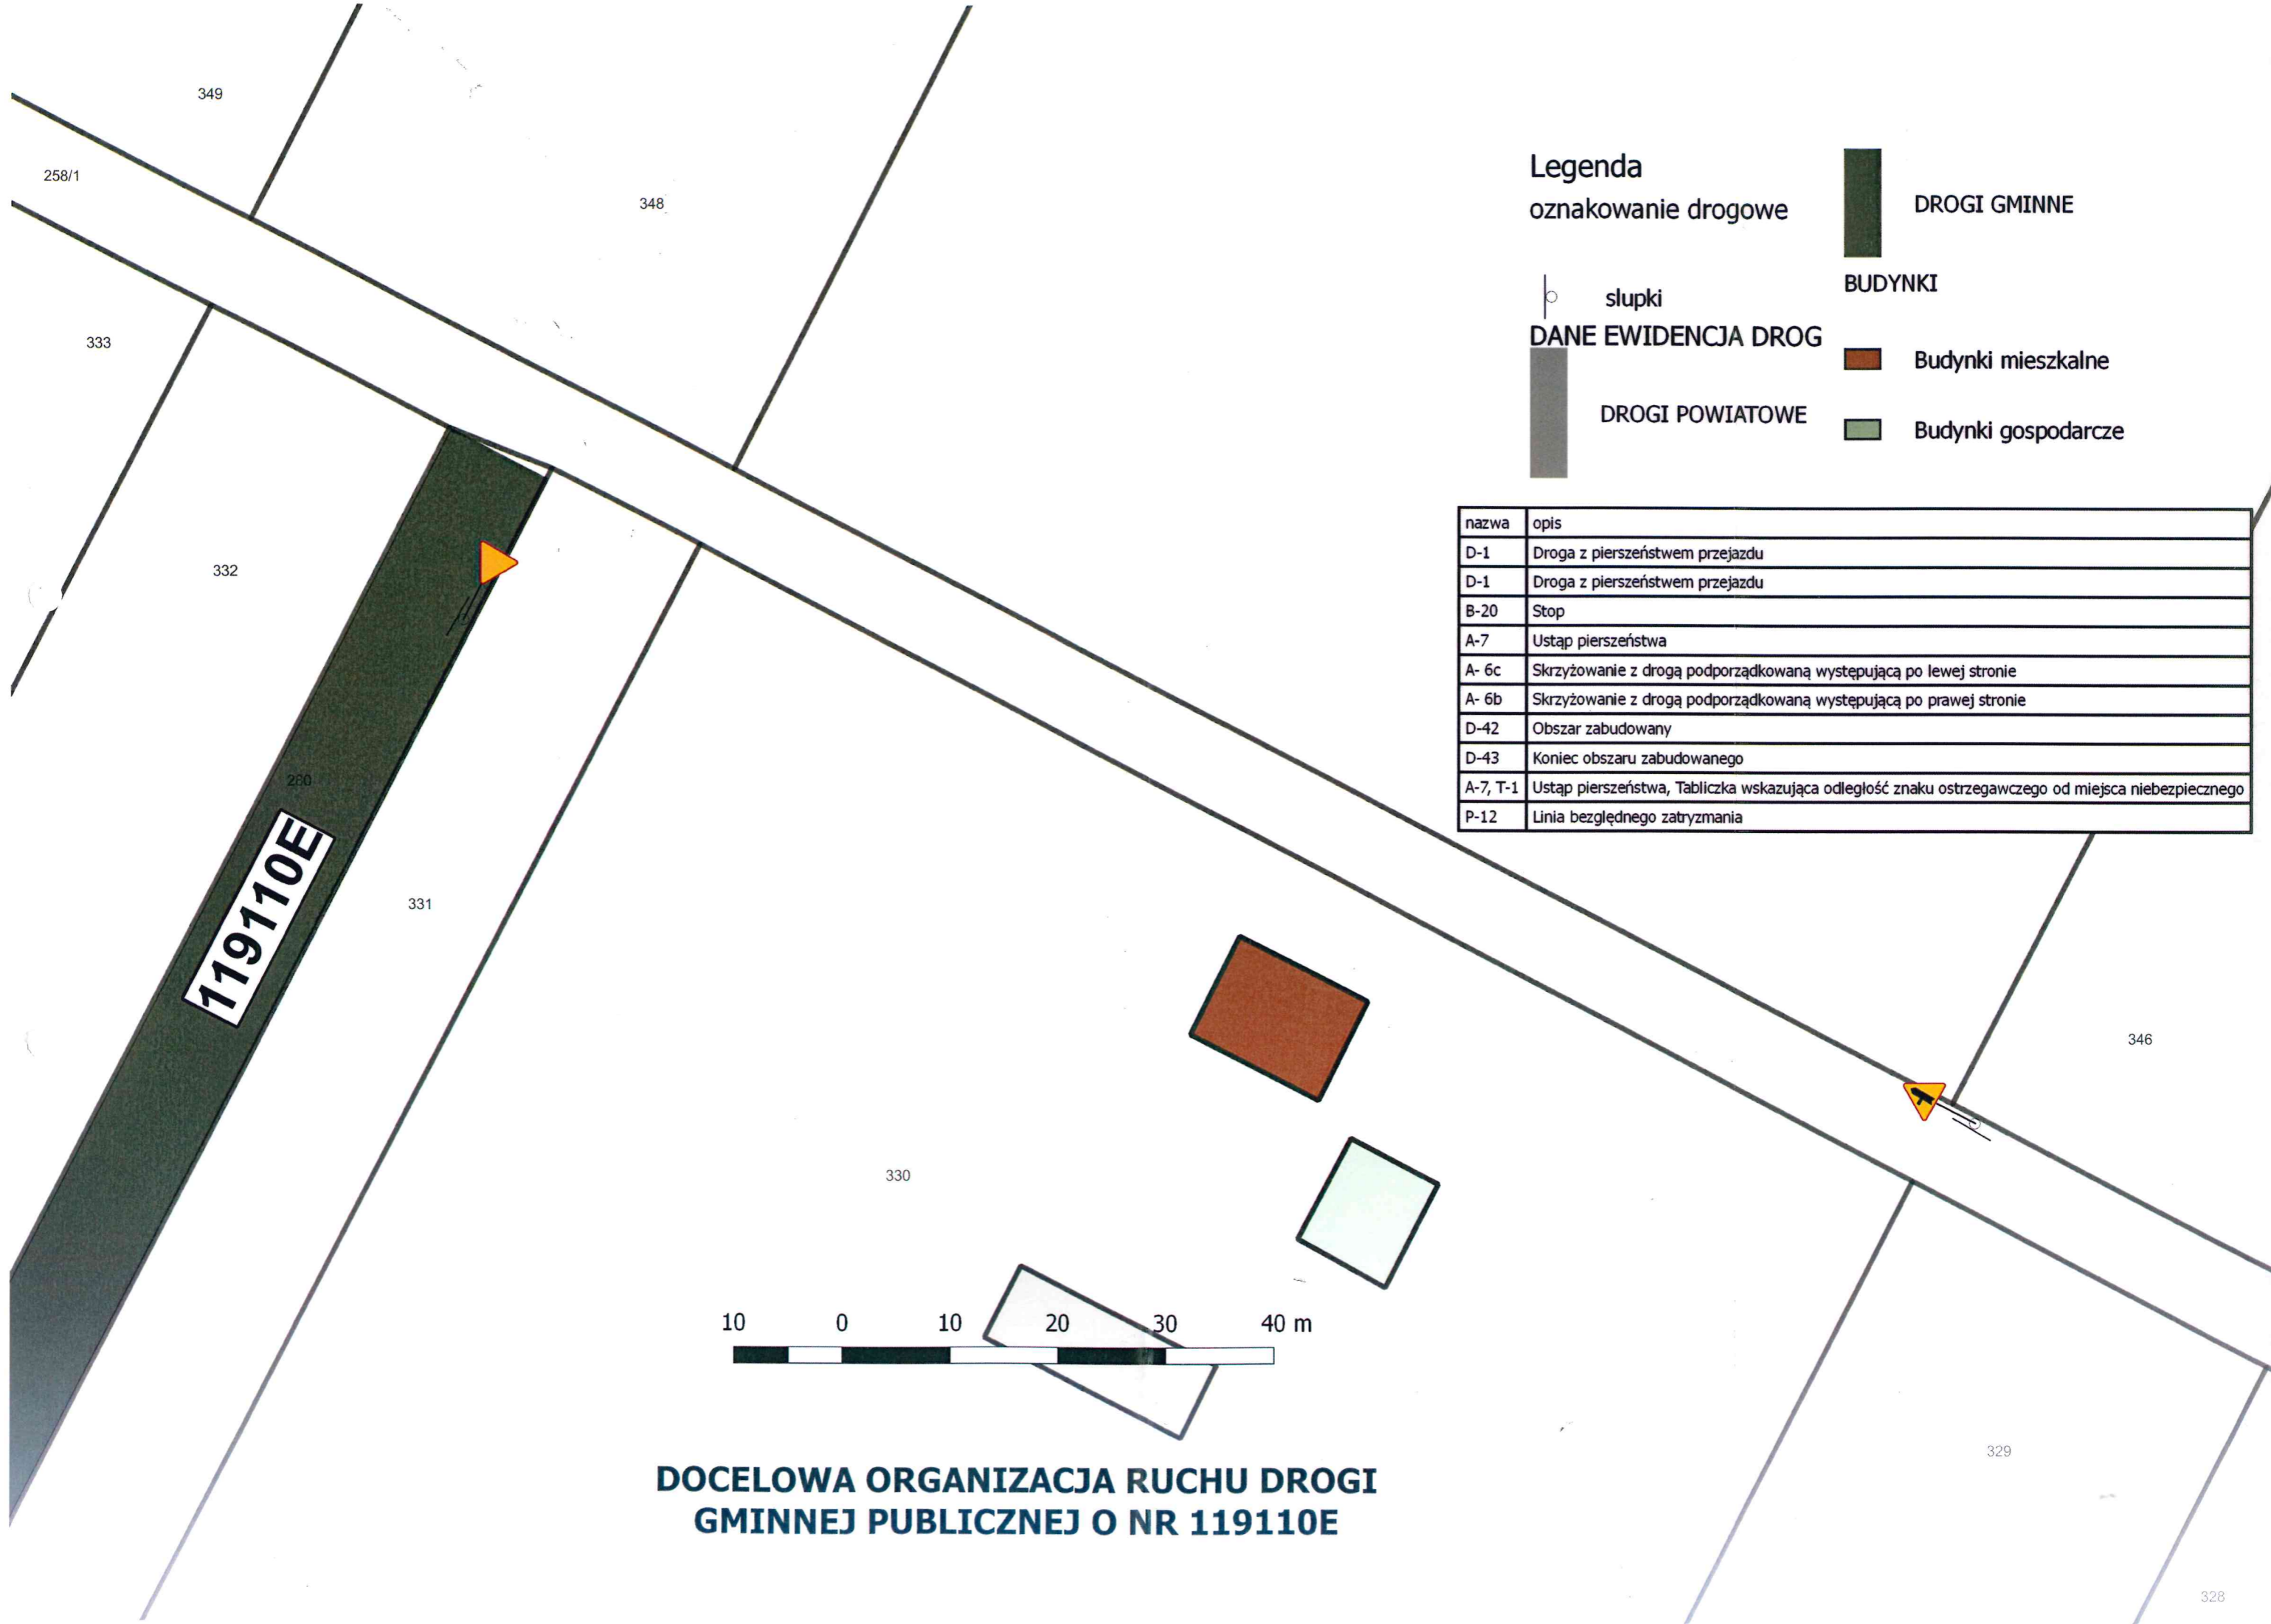 349
258/1
348
333
332
280
119110E
331
330
346
329
328
Legenda
oznakowanie drogowe
slupki
DANE EWIDENCJA DROG
DROGI POWIATOWE
DROGI GMINNE
BUDYNKI
Budynki mieszkalne
Budynki gospodarcze
nazwa opis
D-1 Droga z pierszeństwem przejazdu
D-1 Droga z pierszeństwem przejazdu
B-20 Stop
A-7 Ustąp pierszeństwa
A- 6c Skrzyżowanie z drogą podporządkowaną występującą po lewej stronie
A- 6b Skrzyżowanie z drogą podporządkowaną występującą po prawej stronie
D-42 Obszar zabudowany
D-43 Koniec obszaru zabudowanego
A-7, T-1 Ustąp pierszeństwa, Tabliczka wskazująca odległość znaku ostrzegawczego od miejsca niebezpiecznego
P-12 Linia bezględnego zatryzmania
10 0 10 20 30 40 m
DOCELOWA ORGANIZACJA RUCHU DROGI
GMINNEJ PUBLICZNEJ O NR 119110E